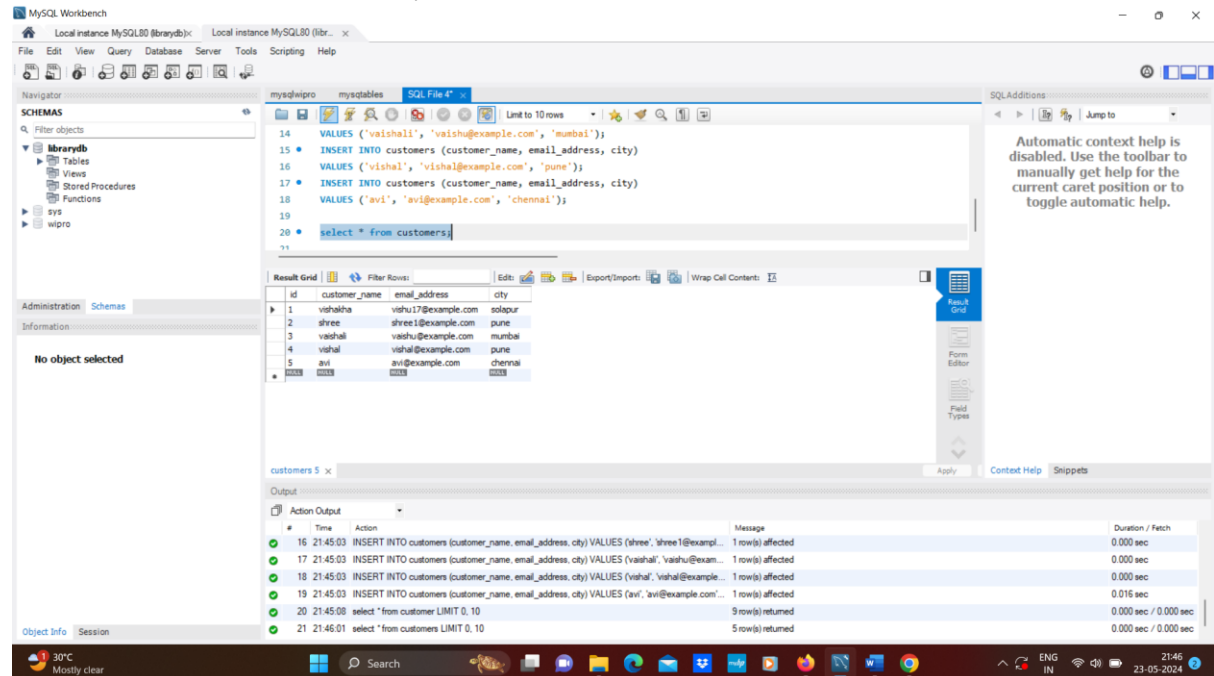 MySQL Workbench
Local instance MySQL80 (librarydb) × Local instance MySQL80 (libr... ×
File Edit View Query Database Server Tools Scripting Help
Navigator
SCHEMAS
Filter objects
librarydb
Tables
Views
Stored Procedures
Functions
sys
wipro
Administration Schemas
Information
No object selected
Object Info Session
mysqlwipro mysqtables SQL File 4* ×
Limit to 10 rows
14 VALUES ('vaishali', 'vaishu@example.com', 'mumbai');
15 INSERT INTO customers (customer_name, email_address, city)
16 VALUES ('vishal', 'vishal@example.com', 'pune');
17 INSERT INTO customers (customer_name, email_address, city)
18 VALUES ('avi', 'avi@example.com', 'chennai');
19
20 select * from customers;
21
Result Grid Filter Rows: Edit: Export/Import: Wrap Cell Content: IA
id customer_name email_address city
1 vishakha vishu17@example.com solapur
2 shree shree1@example.com pune
3 vaishali vaishu@example.com mumbai
4 vishal vishal@example.com pune
5 avi avi@example.com chennai
NULL NULL NULL NULL
Result
Grid
Form
Editor
Field
Types
customers 5 ×
Apply
SQLAdditions
Jump to
Automatic context help is
disabled. Use the toolbar to
manually get help for the
current caret position or to
toggle automatic help.
Context Help Snippets
Output
Action Output
# Time Action Message Duration / Fetch
16 21:45:03 INSERT INTO customers (customer_name, email_address, city) VALUES ('shree', 'shree1@exampl... 1 row(s) affected 0.000 sec
17 21:45:03 INSERT INTO customers (customer_name, email_address, city) VALUES ('vaishali', 'vaishu@exam... 1 row(s) affected 0.000 sec
18 21:45:03 INSERT INTO customers (customer_name, email_address, city) VALUES ('vishal', 'vishal@example... 1 row(s) affected 0.000 sec
19 21:45:03 INSERT INTO customers (customer_name, email_address, city) VALUES ('avi', 'avi@example.com'... 1 row(s) affected 0.016 sec
20 21:45:08 select * from customer LIMIT 0, 10 9 row(s) returned 0.000 sec / 0.000 sec
21 21:46:01 select * from customers LIMIT 0, 10 5 row(s) returned 0.000 sec / 0.000 sec
30°C
Mostly clear
Search
ENG
IN
21:46
23-05-2024
2